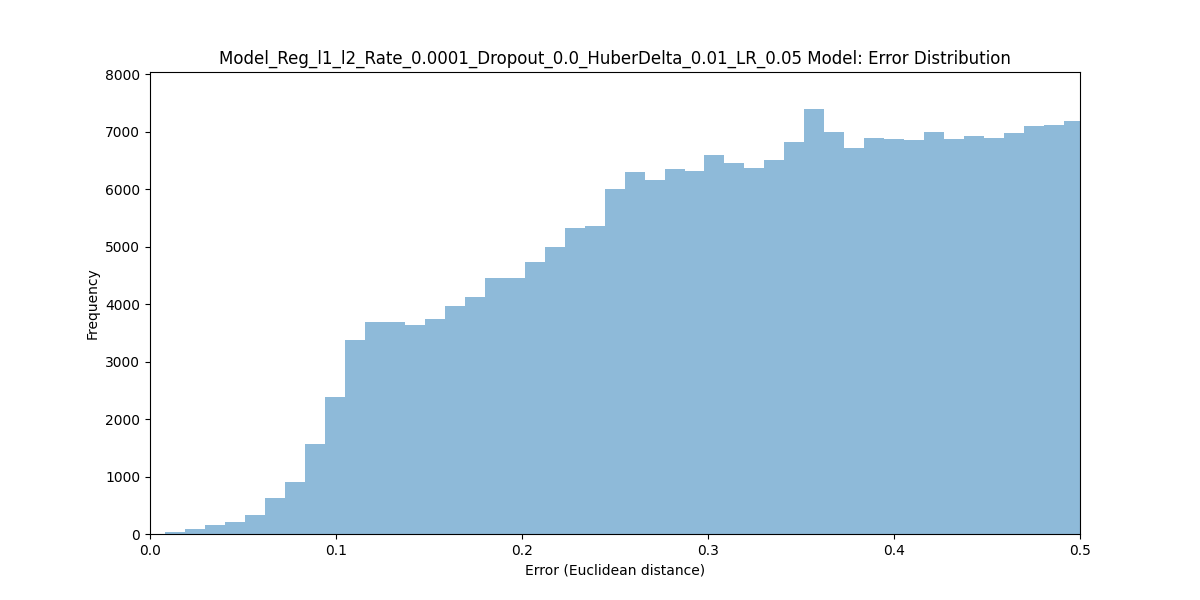 Model_Reg_l1_l2_Rate_0.0001_Dropout_0.0_HuberDelta_0.01_LR_0.05 Model: Error Distribution
8000
7000
6000
5000
4000
3000
2000
1000
0
Frequency
0.0 0.1 0.2 0.3 0.4 0.5
Error (Euclidean distance)